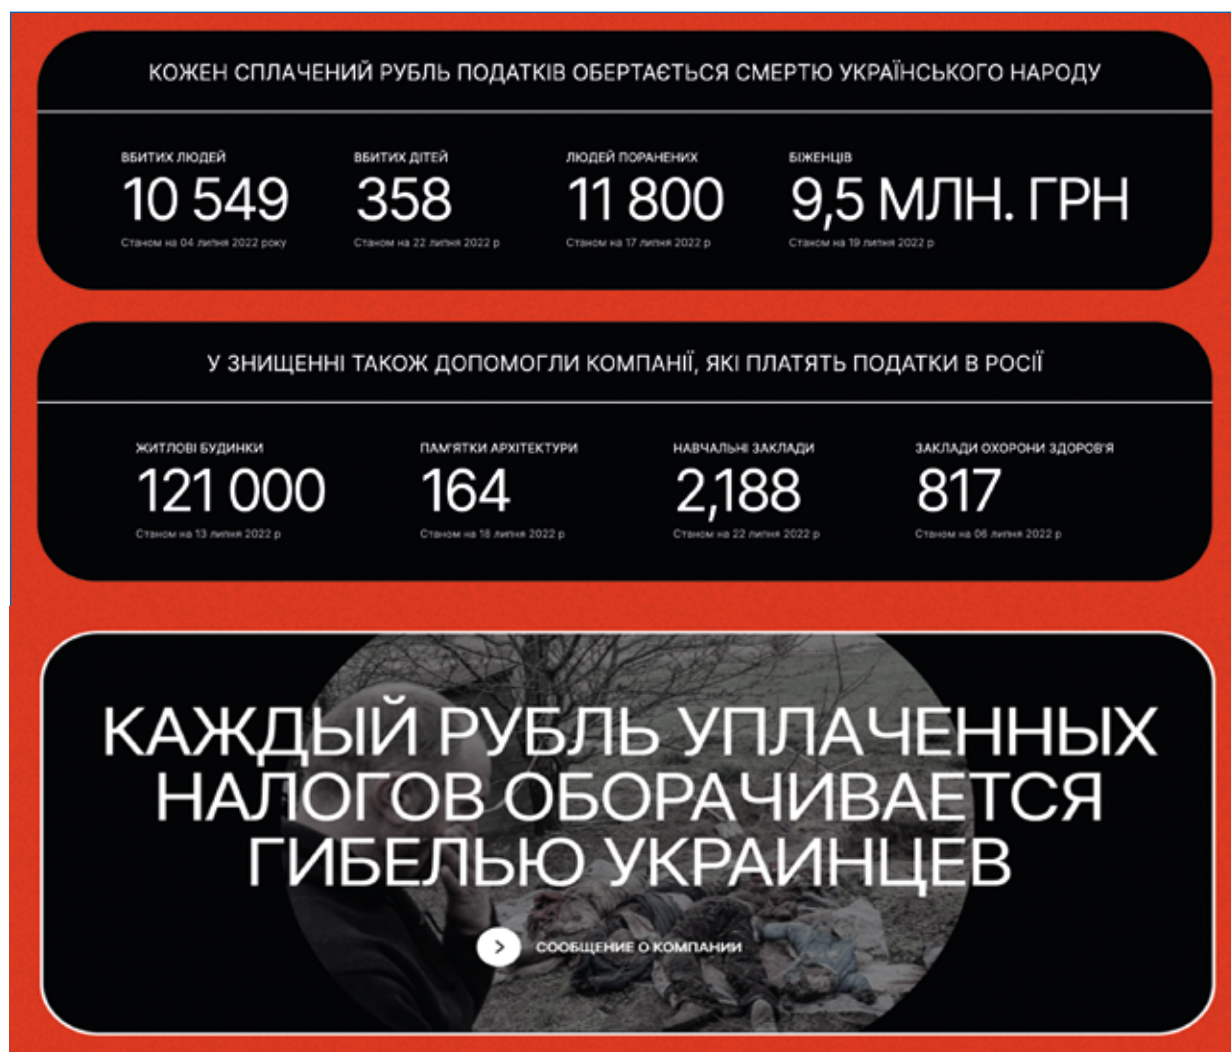 КОЖЕН СПЛАЧЕНИЙ РУБЛЬ ПОДАТКІВ ОБЕРТАЄТЬСЯ СМЕРТЮ УКРАЇНСЬКОГО НАРОДУ
ВБИТИХ ЛЮДЕЙ
10 549
Станом на 04 липня 2022 року
ВБИТИХ ДІТЕЙ
358
Станом на 22 липня 2022 р
ЛЮДЕЙ ПОРАНЕНИХ
11 800
Станом на 17 липня 2022 р
БІЖЕНЦІВ
9,5 МЛН. ГРН
Станом на 19 липня 2022 р
У ЗНИЩЕННІ ТАКОЖ ДОПОМОГЛИ КОМПАНІЇ, ЯКІ ПЛАТЯТЬ ПОДАТКИ В РОСІЇ
ЖИТЛОВІ БУДИНКИ
121 000
Станом на 13 липня 2022 р
ПАМ'ЯТКИ АРХІТЕКТУРИ
164
Станом на 18 липня 2022 р
НАВЧАЛЬНІ ЗАКЛАДИ
2,188
Станом на 22 липня 2022 р
ЗАКЛАДИ ОХОРОНИ ЗДОРОВ'Я
817
Станом на 06 липня 2022 р
КАЖДЫЙ РУБЛЬ УПЛАЧЕННЫХ
НАЛОГОВ ОБОРАЧИВАЕТСЯ
ГИБЕЛЬЮ УКРАИНЦЕВ
СООБЩЕНИЕ О КОМПАНИИ